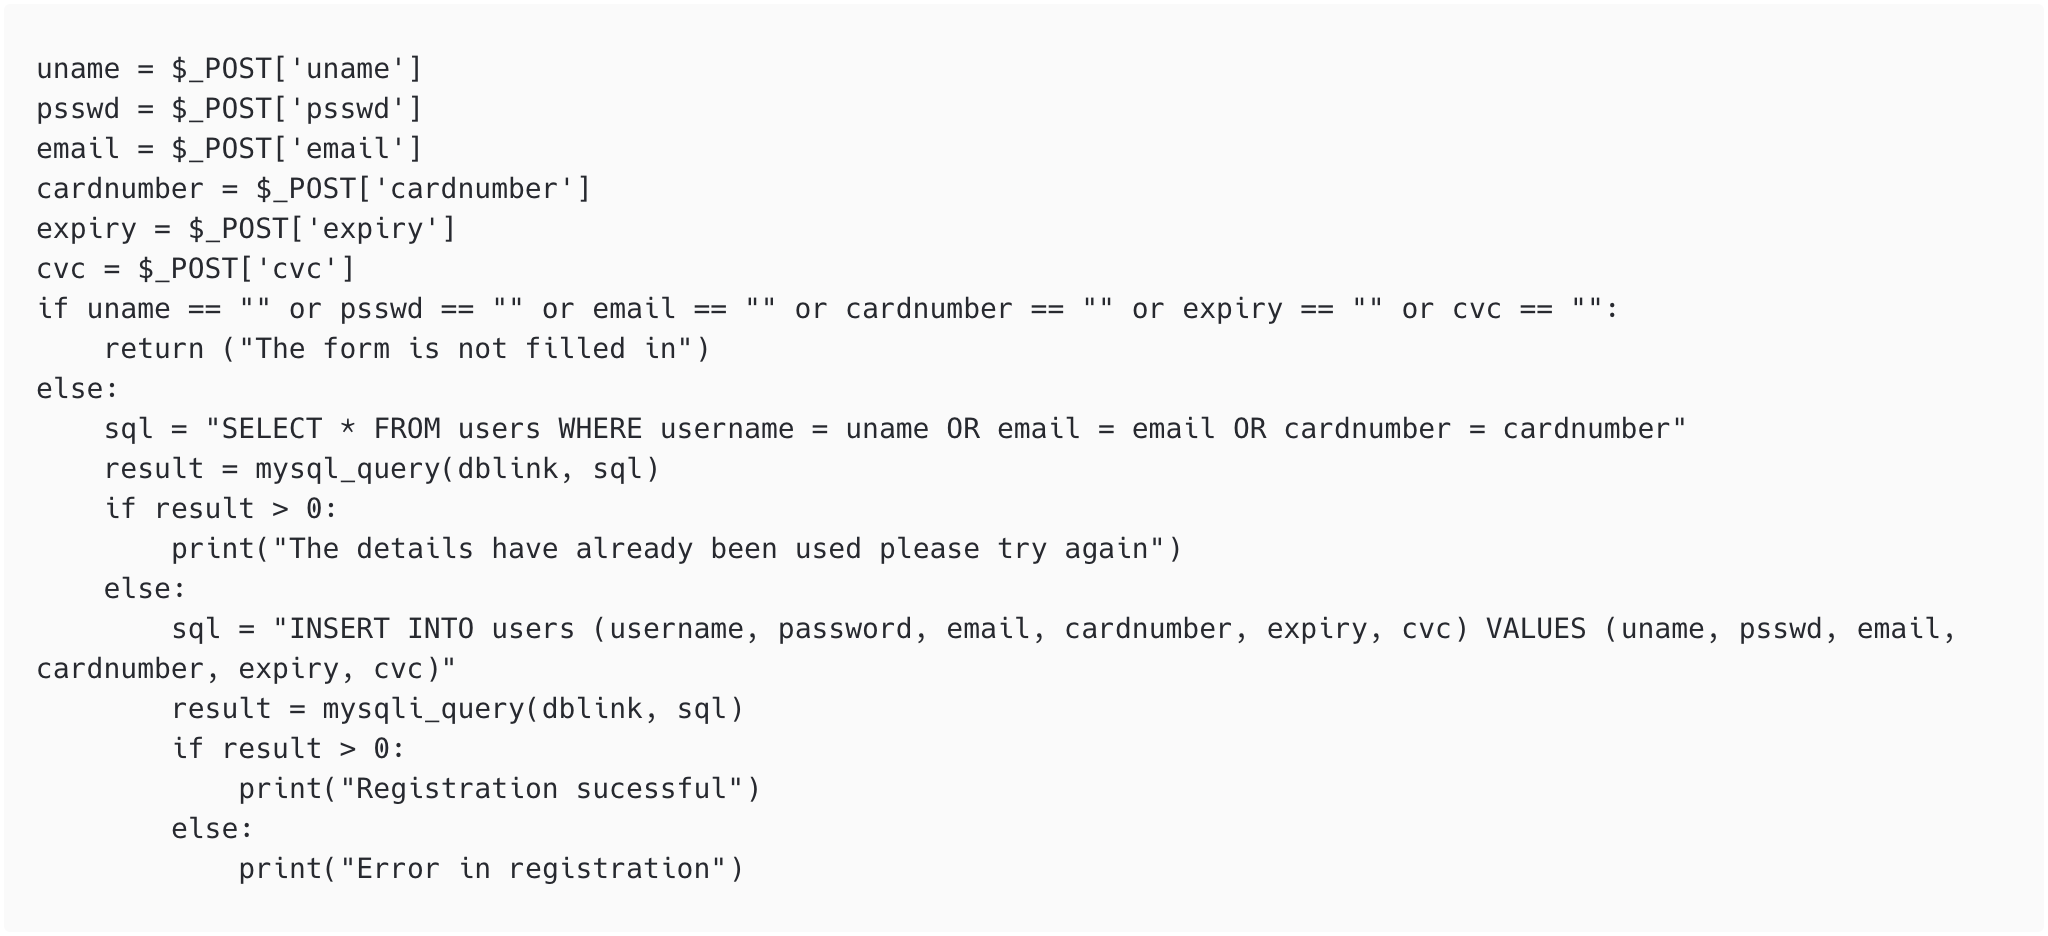 uname = $_POST['uname']
psswd = $_POST['psswd']
email = $_POST['email']
cardnumber = $_POST['cardnumber']
expiry = $_POST['expiry']
cvc = $_POST['cvc']
if uname == "" or psswd == "" or email == "" or cardnumber == "" or expiry == "" or cvc == "":
    return ("The form is not filled in")
else:
    sql = "SELECT * FROM users WHERE username = uname OR email = email OR cardnumber = cardnumber"
    result = mysql_query(dblink, sql)
    if result > 0:
        print("The details have already been used please try again")
    else:
        sql = "INSERT INTO users (username, password, email, cardnumber, expiry, cvc) VALUES (uname, psswd, email,
cardnumber, expiry, cvc)"
        result = mysqli_query(dblink, sql)
        if result > 0:
            print("Registration sucessful")
        else:
            print("Error in registration")